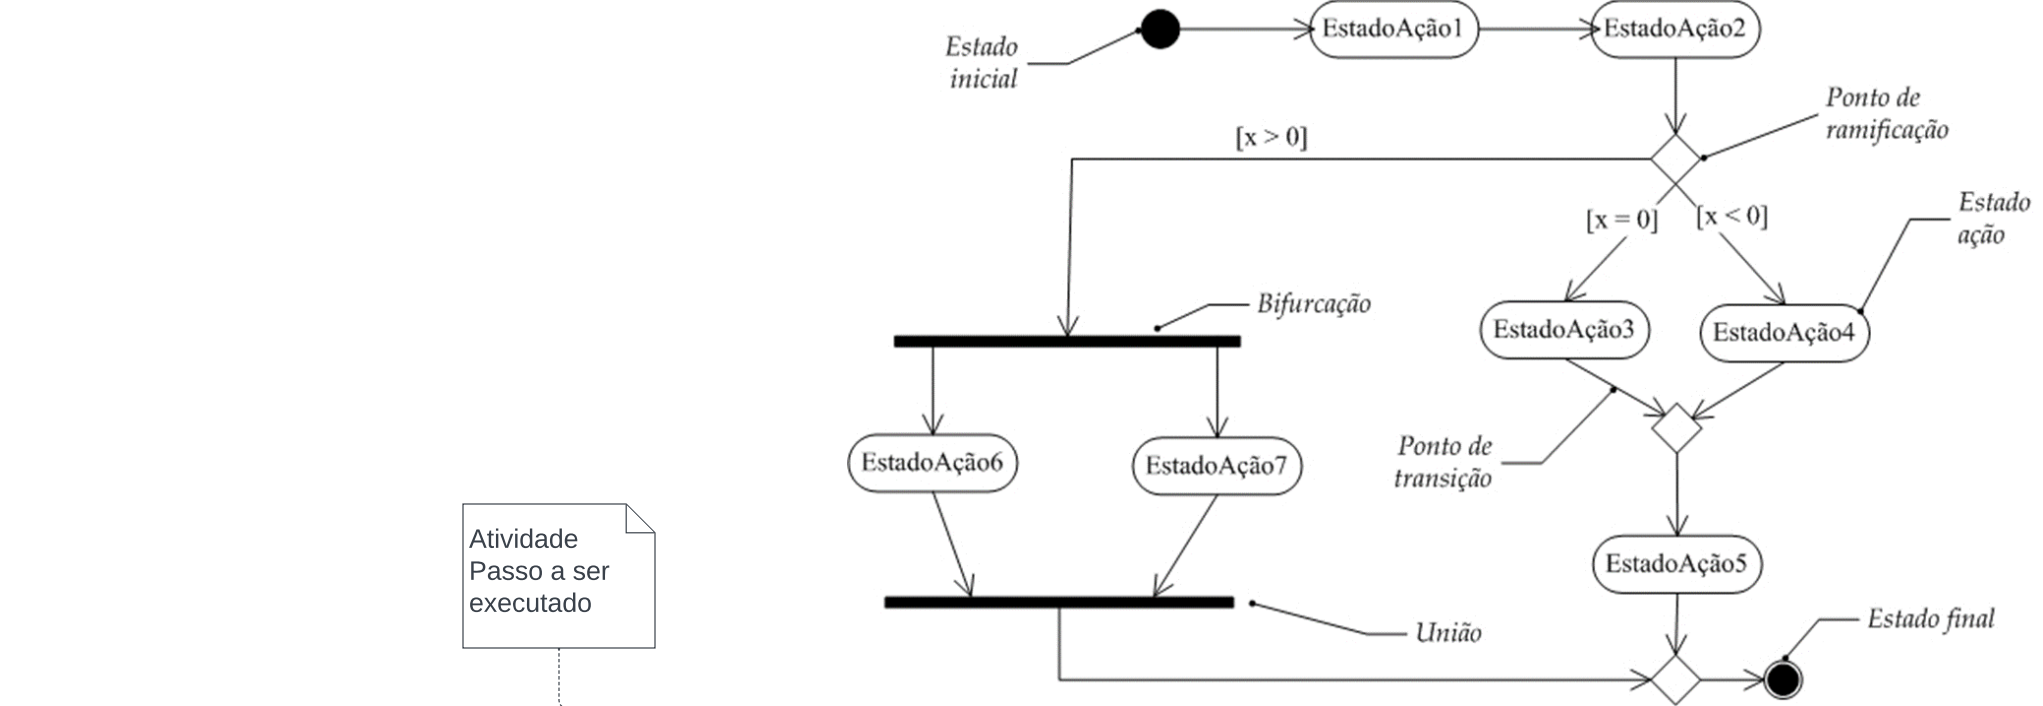 EstadoAção1
EstadoAção2
Estado
inicial
Ponto de
ramificação
[x > 0]
[x = 0]
[x < 0]
Estado
ação
Bifurcação
EstadoAção3
EstadoAção4
Ponto de
transição
EstadoAção6
EstadoAção7
Atividade
Passo a ser
executado
EstadoAção5
União
Estado final